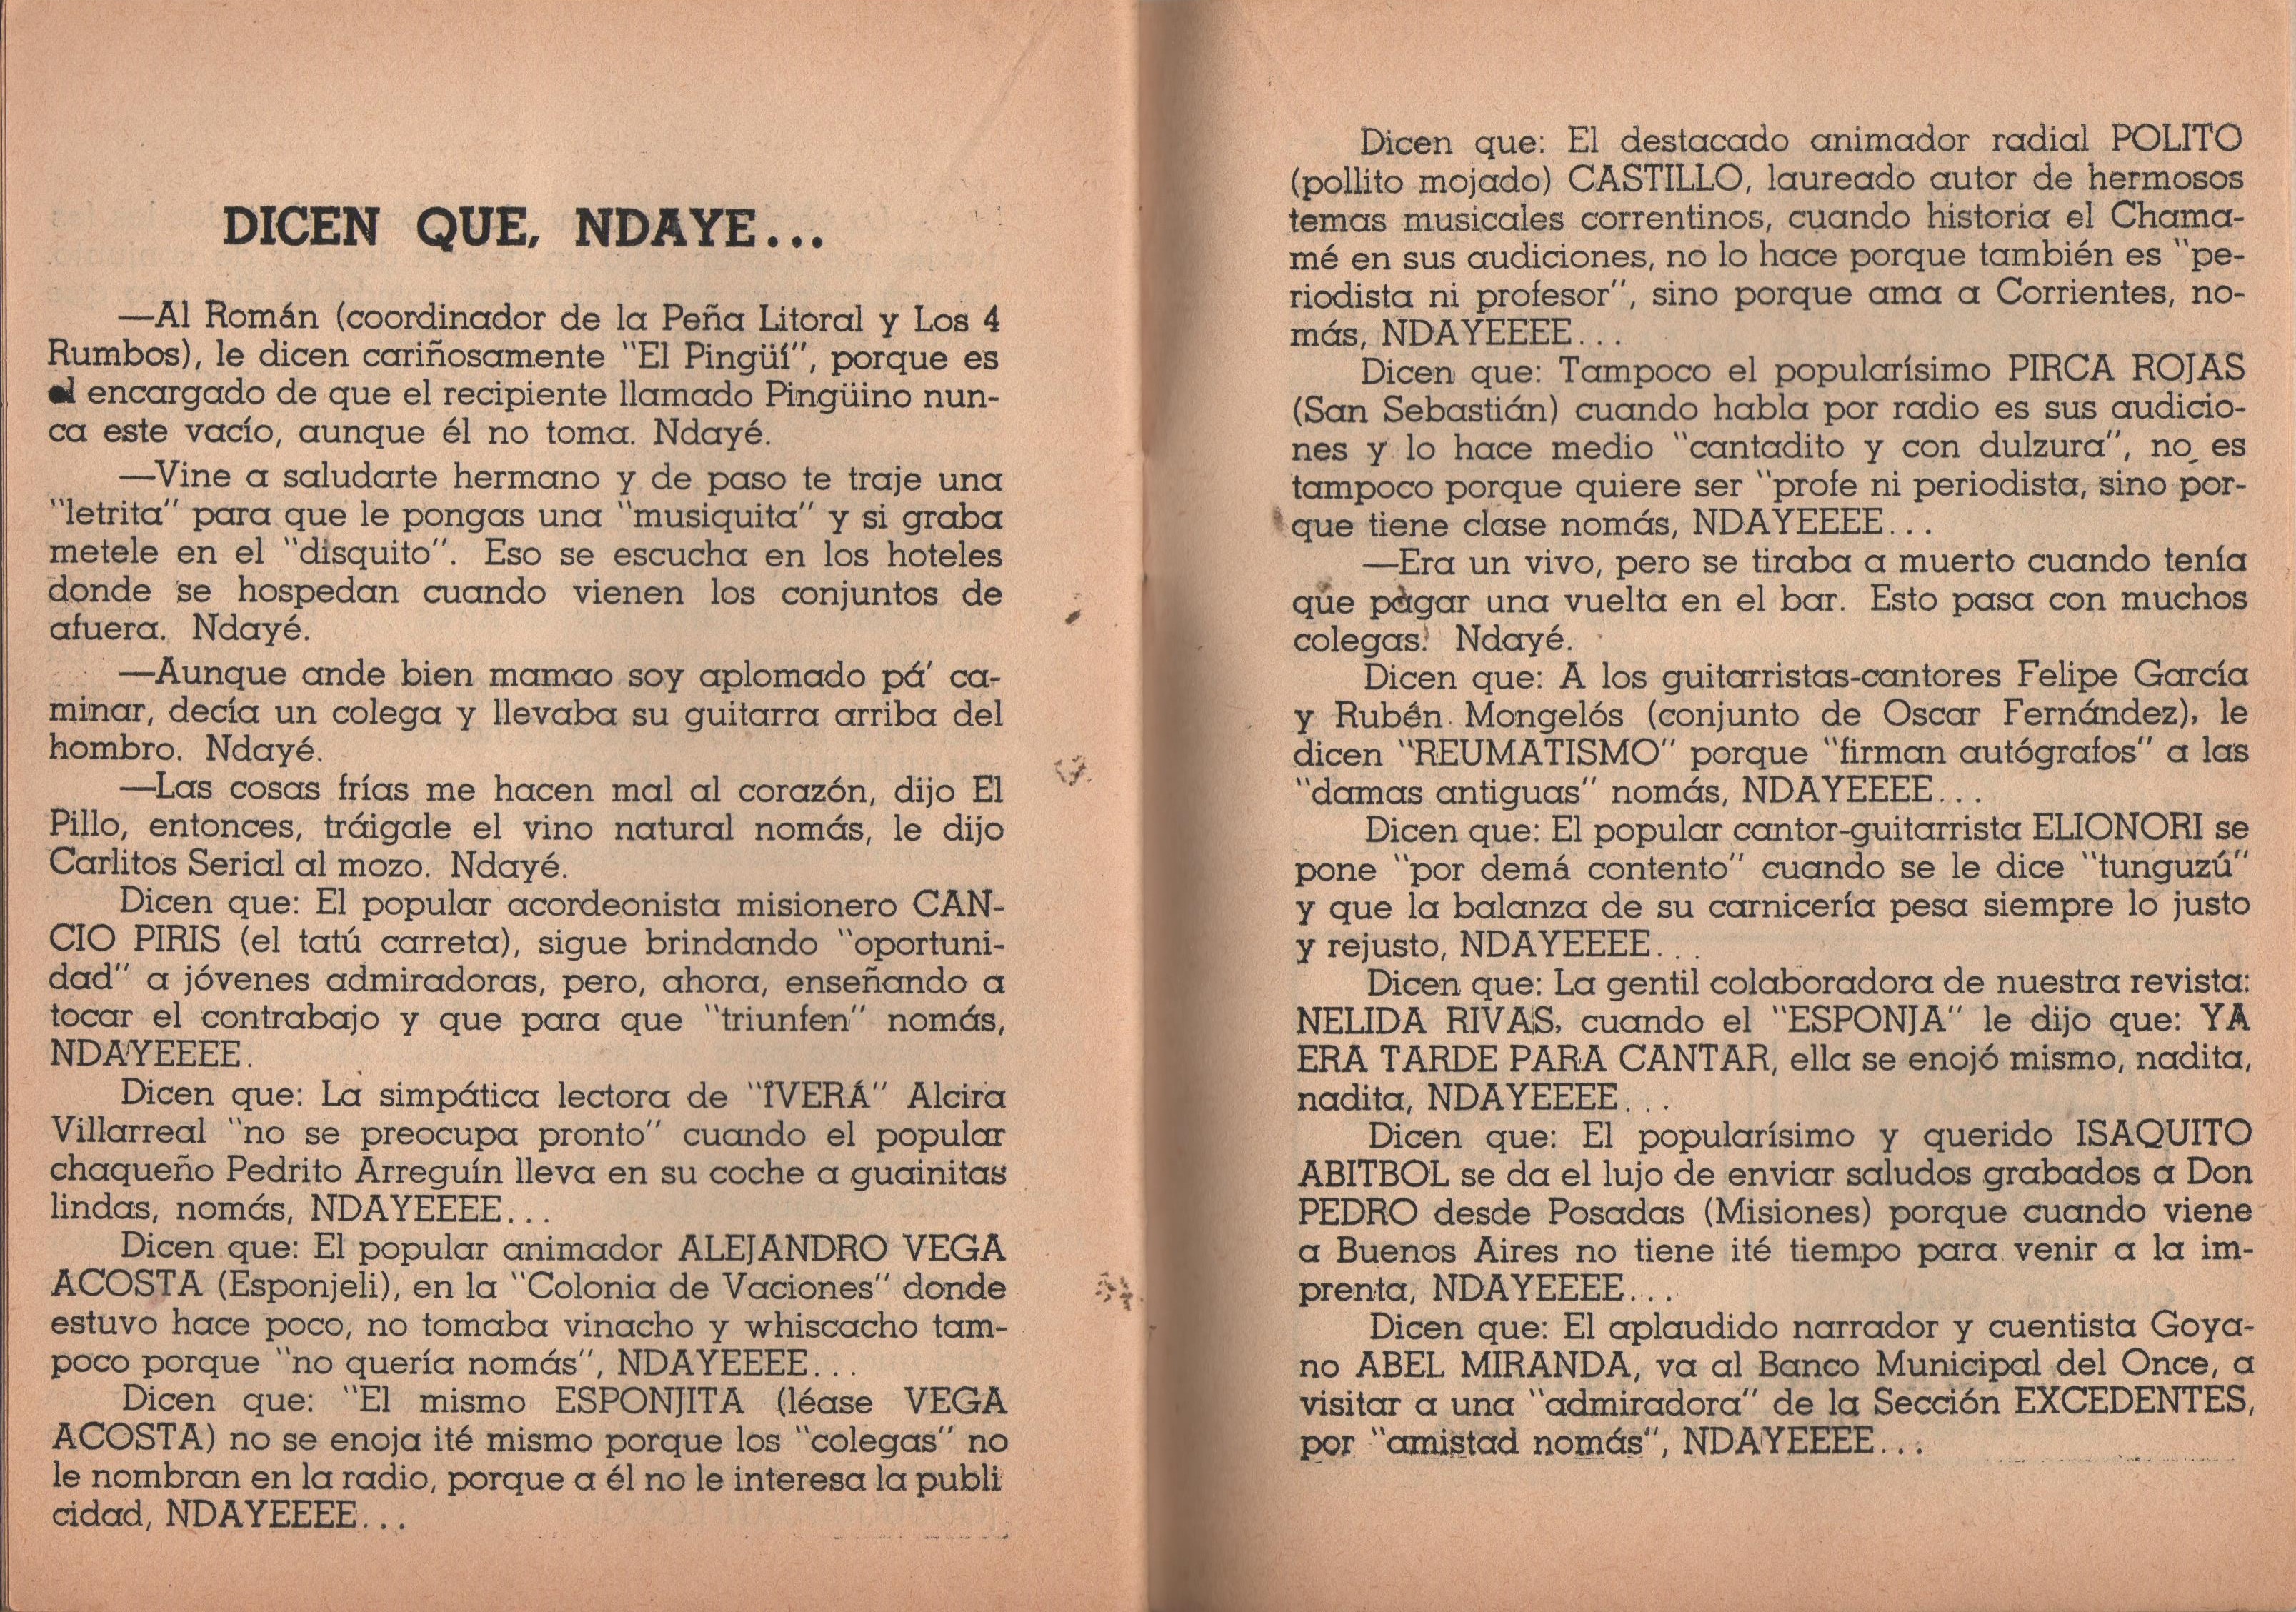 DICEN QUE, NDAYE...
—Al Román (coordinador de la Peña Litoral y Los 4
Rumbos), le dicen cariñosamente "El Pingüí", porque es
el encargado de que el recipiente llamado Pingüino nun-
ca este vacío, aunque él no toma. Ndayé.
—Vine a saludarte hermano y de paso te traje una
"letrita" para que le pongas una "musiquita" y si graba
metele en el "disquito". Eso se escucha en los hoteles
donde se hospedan cuando vienen los conjuntos de
afuera. Ndayé.
—Aunque ande bien mamao soy aplomado pá' ca-
minar, decía un colega y llevaba su guitarra arriba del
hombro. Ndayé.
—Las cosas frías me hacen mal al corazón, dijo El
Pillo, entonces, tráigale el vino natural nomás, le dijo
Carlitos Serial al mozo. Ndayé.
Dicen que: El popular acordeonista misionero CAN-
CIO PIRIS (el tatú carreta), sigue brindando "oportuni-
dad" a jóvenes admiradoras, pero, ahora, enseñando a
tocar el contrabajo y que para que "triunfen" nomás,
NDAYEEEE.
Dicen que: La simpática lectora de "ÎVERÁ" Alcira
Villarreal "no se preocupa pronto" cuando el popular
chaqueño Pedrito Arreguín lleva en su coche a guainitas
lindas, nomás, NDAYEEEE...
Dicen que: El popular animador ALEJANDRO VEGA
ACOSTA (Esponjeli), en la "Colonia de Vaciones" donde
estuvo hace poco, no tomaba vinacho y whiscacho tam-
poco porque "no quería nomás", NDAYEEEE...
Dicen que: "El mismo ESPONJITA (léase VEGA
ACOSTA) no se enoja ité mismo porque los "colegas" no
le nombran en la radio, porque a él no le interesa la publi
cidad, NDAYEEEE...
Dicen que: El destacado animador radial POLITO
(pollito mojado) CASTILLO, laureado autor de hermosos
temas musicales correntinos, cuando historia el Chama-
mé en sus audiciones, no lo hace porque también es "pe-
riodista ni profesor", sino porque ama a Corrientes, no-
más, NDAYEEEE...
Dicen que: Tampoco el popularísimo PIRCA ROJAS
(San Sebastián) cuando habla por radio es sus audicio-
nes y lo hace medio "cantadito y con dulzura", no es
tampoco porque quiere ser "profe ni periodista, sino por-
que tiene clase nomás, NDAYEEEE...
—Era un vivo, pero se tiraba a muerto cuando tenía
que pagar una vuelta en el bar. Esto pasa con muchos
colegas. Ndayé.
Dicen que: A los guitarristas-cantores Felipe García
y Rubén Mongelós (conjunto de Oscar Fernández), le
dicen "REUMATISMO" porque "firman autógrafos" a las
"damas antiguas" nomás, NDAYEEEE...
Dicen que: El popular cantor-guitarrista ELIONORI se
pone "por demá contento" cuando se le dice "tunguzú"
y que la balanza de su carnicería pesa siempre lo justo
y rejusto, NDAYEEEE...
Dicen que: La gentil colaboradora de nuestra revista:
NELIDA RIVAS, cuando el "ESPONJA" le dijo que: YA
ERA TARDE PARA CANTAR, ella se enojó mismo, nadita,
nadita, NDAYEEEE...
Dicen que: El popularísimo y querido ISAQUITO
ABITBOL se da el lujo de enviar saludos grabados a Don
PEDRO desde Posadas (Misiones) porque cuando viene
a Buenos Aires no tiene ité tiempo para venir a la im-
prenta, NDAYEEEE...
Dicen que: El aplaudido narrador y cuentista Goya-
no ABEL MIRANDA, va al Banco Municipal del Once, a
visitar a una "admiradora" de la Sección EXCEDENTES,
por "amistad nomás", NDAYEEEE...